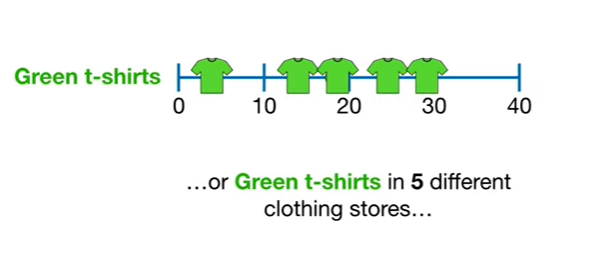 Green t-shirts
0 10 20 30 40
…or Green t-shirts in 5 different
clothing stores…